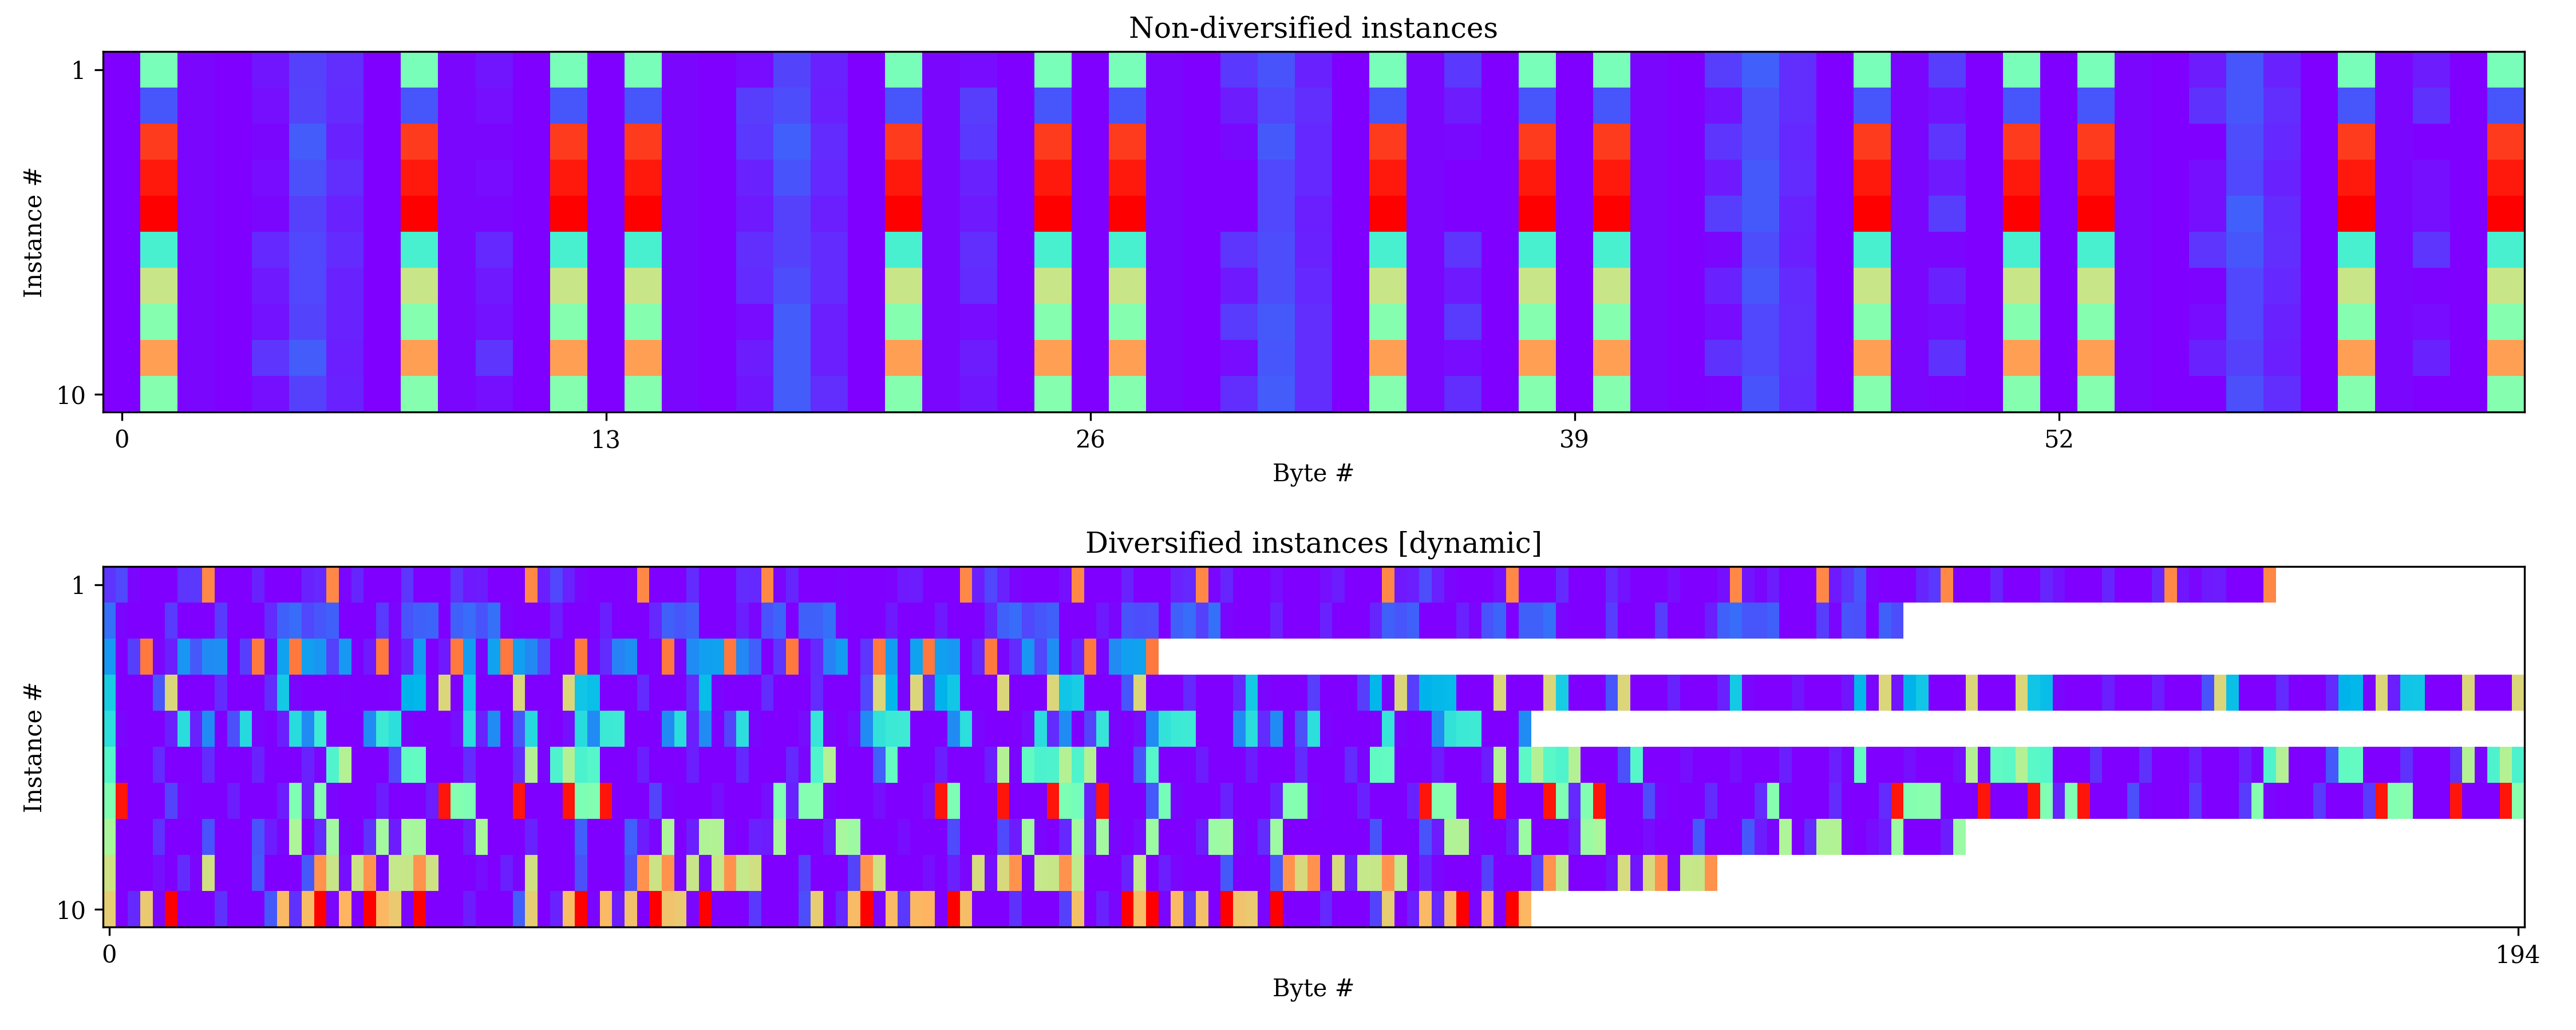 Non-diversified instances
Instance #
1
10
0 13 26 39 52
Byte #
Diversified instances [dynamic]
Instance #
1
10
0 194
Byte #